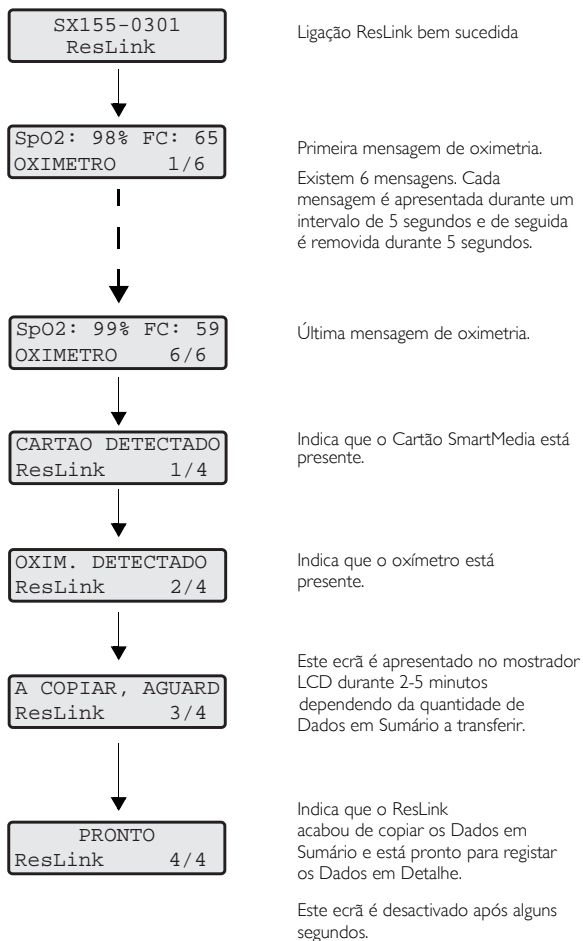 SX155-0301
ResLink
Ligação ResLink bem sucedida
SpO2: 98% FC: 65
OXIMETRO 1/6
Primeira mensagem de oximetria.
Existem 6 mensagens. Cada
mensagem é apresentada durante um
intervalo de 5 segundos e de seguida
é removida durante 5 segundos.
SpO2: 99% FC: 59
OXIMETRO 6/6
Última mensagem de oximetria.
CARTAO DETECTADO
ResLink 1/4
Indica que o Cartão SmartMedia está
presente.
OXIM. DETECTADO
ResLink 2/4
Indica que o oxímetro está
presente.
A COPIAR, AGUARD
ResLink 3/4
Este ecrã é apresentado no mostrador
LCD durante 2-5 minutos
dependendo da quantidade de
Dados em Sumário a transferir.
PRONTO
ResLink 4/4
Indica que o ResLink
acabou de copiar os Dados em
Sumário e está pronto para registar
os Dados em Detalhe.
Este ecrã é desactivado após alguns
segundos.